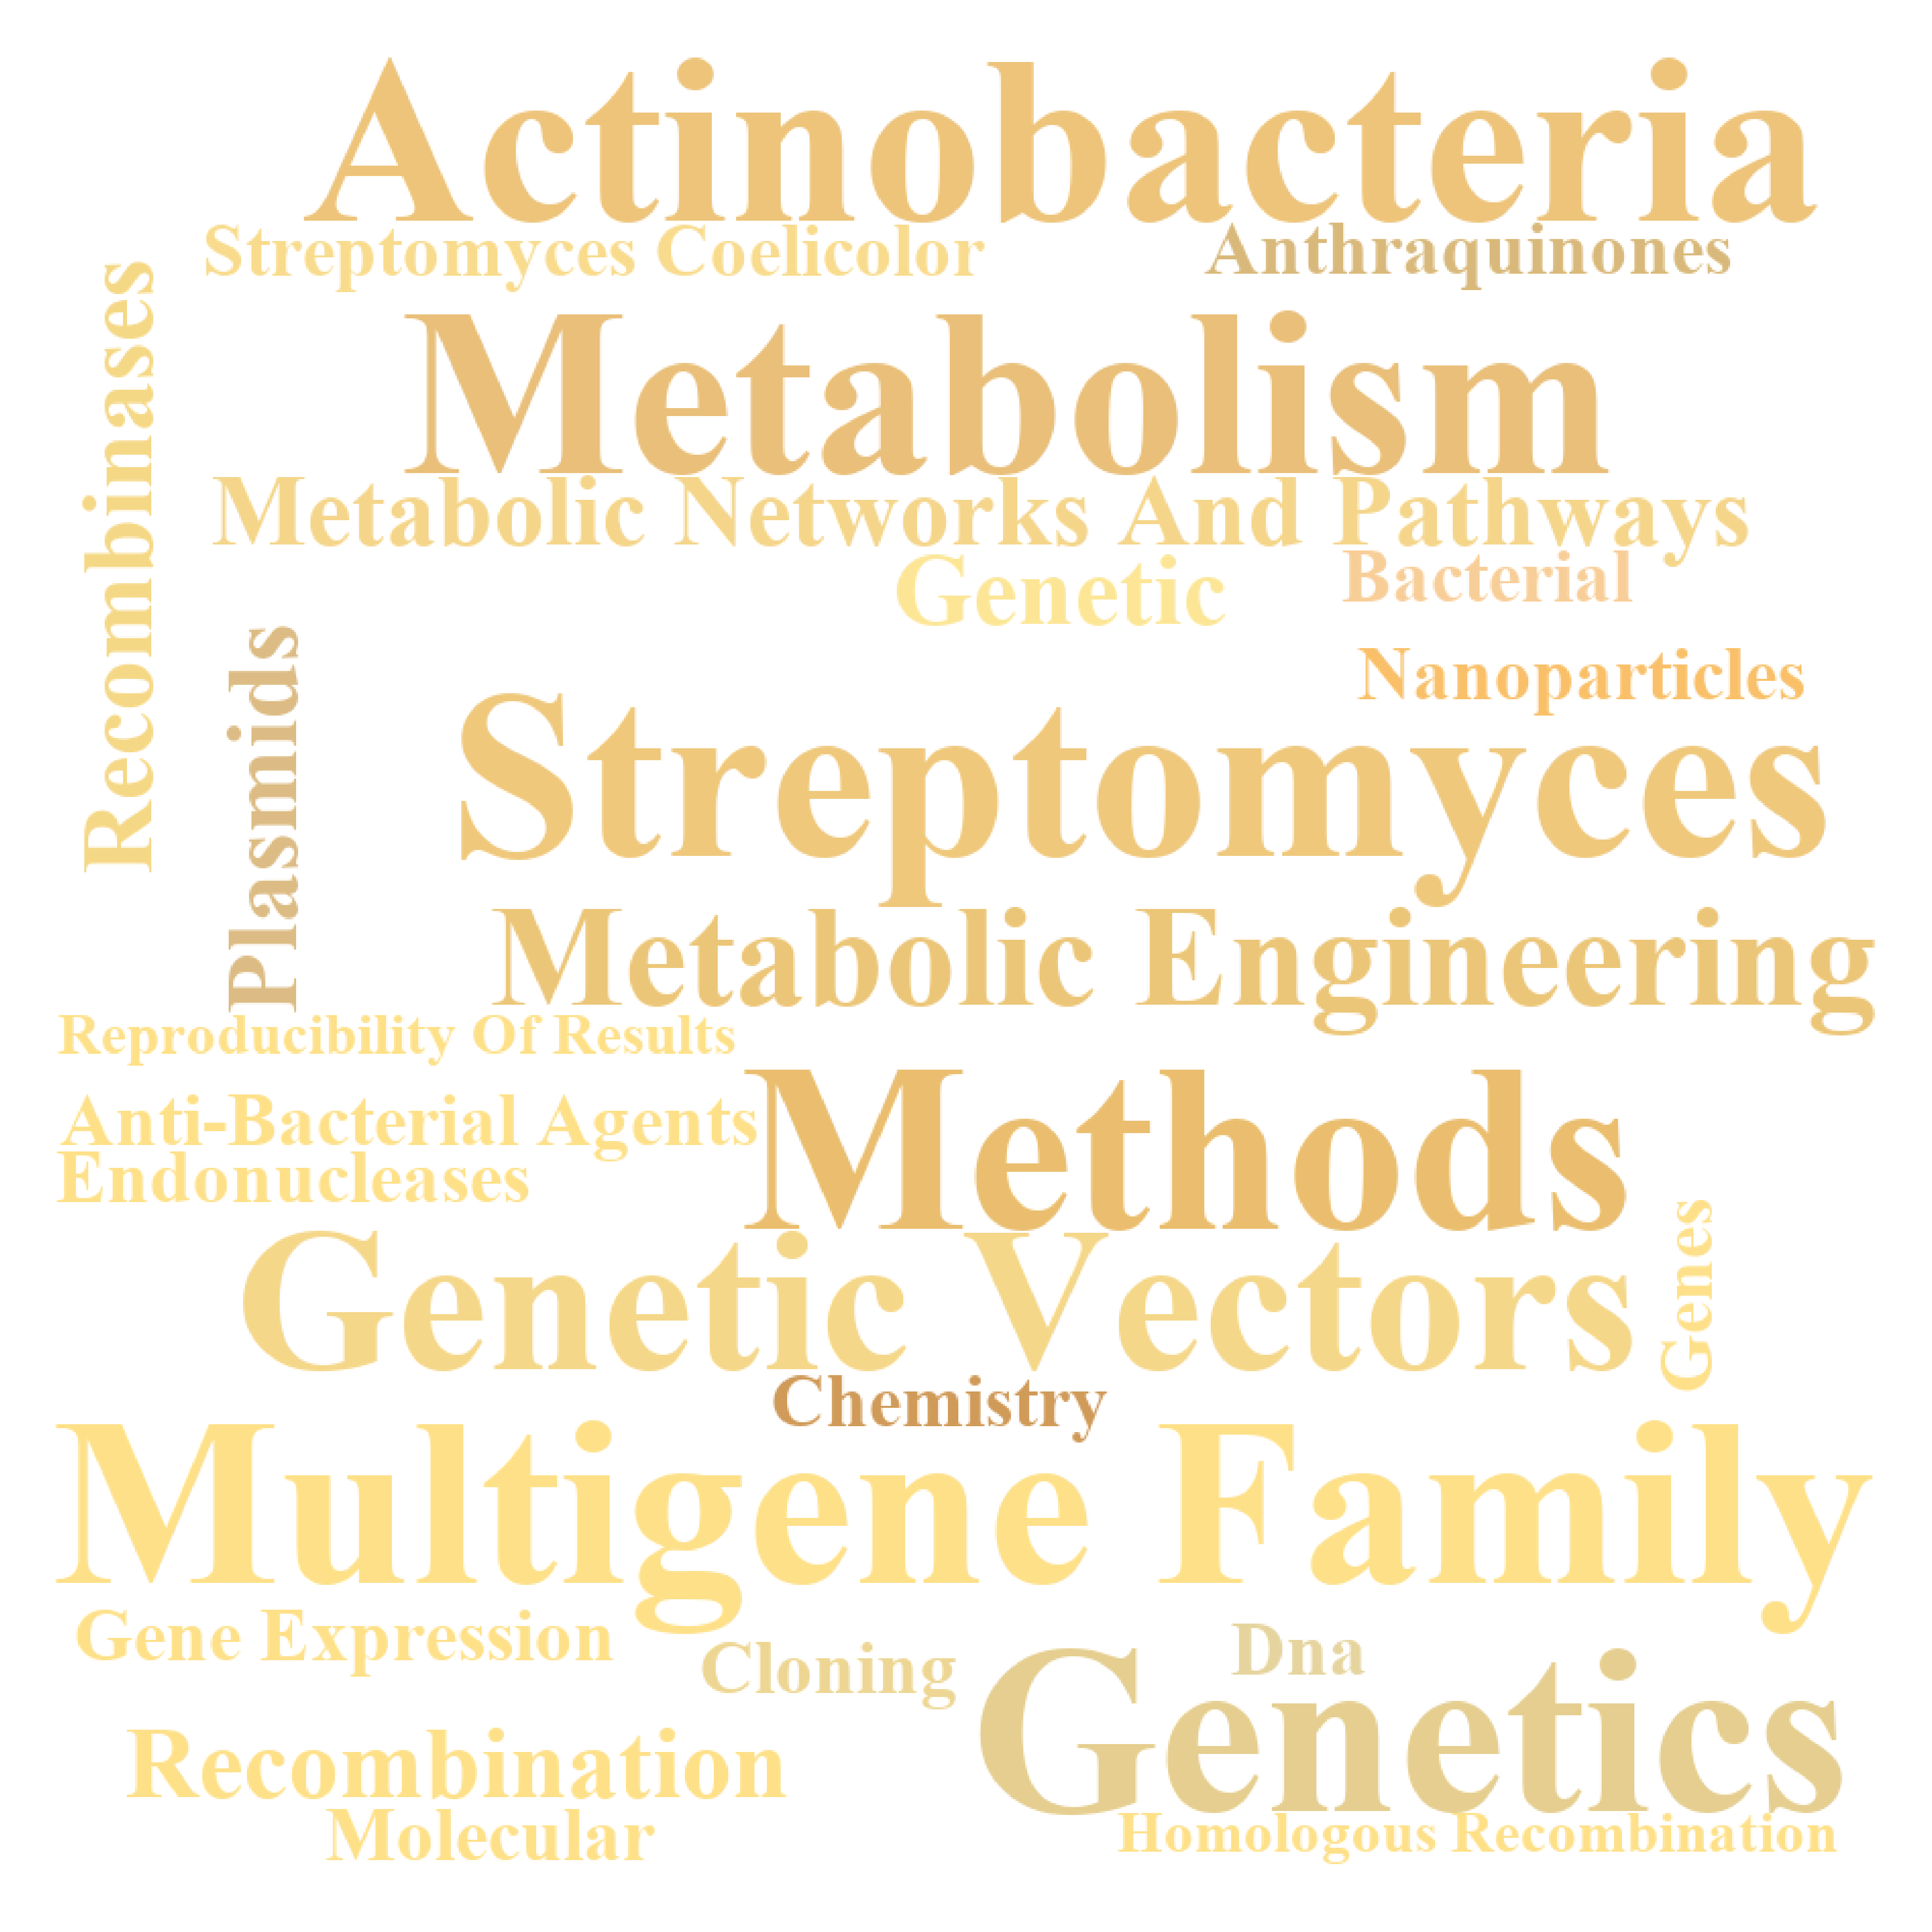 Actinobacteria
Streptomyces Coelicolor
Anthraquinones
Recombinases
Metabolism
Metabolic Networks And Pathways
Genetic
Bacterial
Plasmids
Nanoparticles
Streptomyces
Metabolic Engineering
Reproducibility Of Results
Methods
Anti-Bacterial Agents
Endonucleases
Genes
Genetic Vectors
Chemistry
Multigene Family
Gene Expression
Cloning
Dna
Genetics
Recombination
Molecular
Homologous Recombination